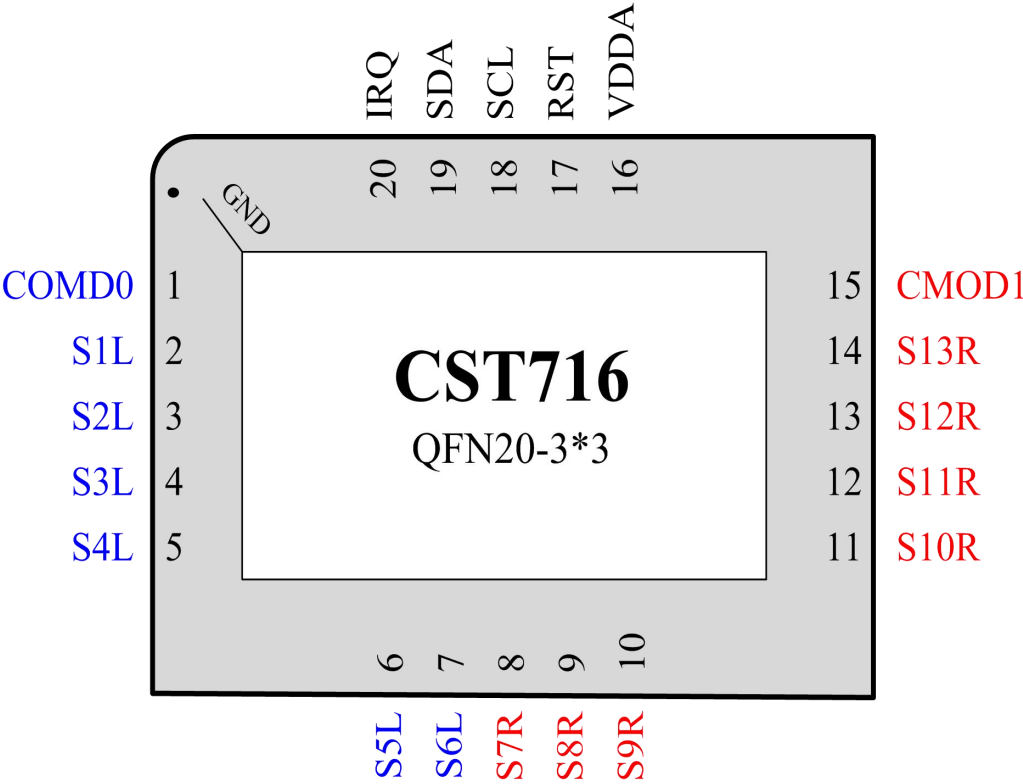 IRQ
SDA
SCL
RST
VDDA
20
19
18
17
16
GND
COMD0 1
S1L 2
S2L 3
S3L 4
S4L 5
CST716
QFN20-3*3
15 CMOD1
14 S13R
13 S12R
12 S11R
11 S10R
6
7
8
9
10
S5L
S6L
S7R
S8R
S9R